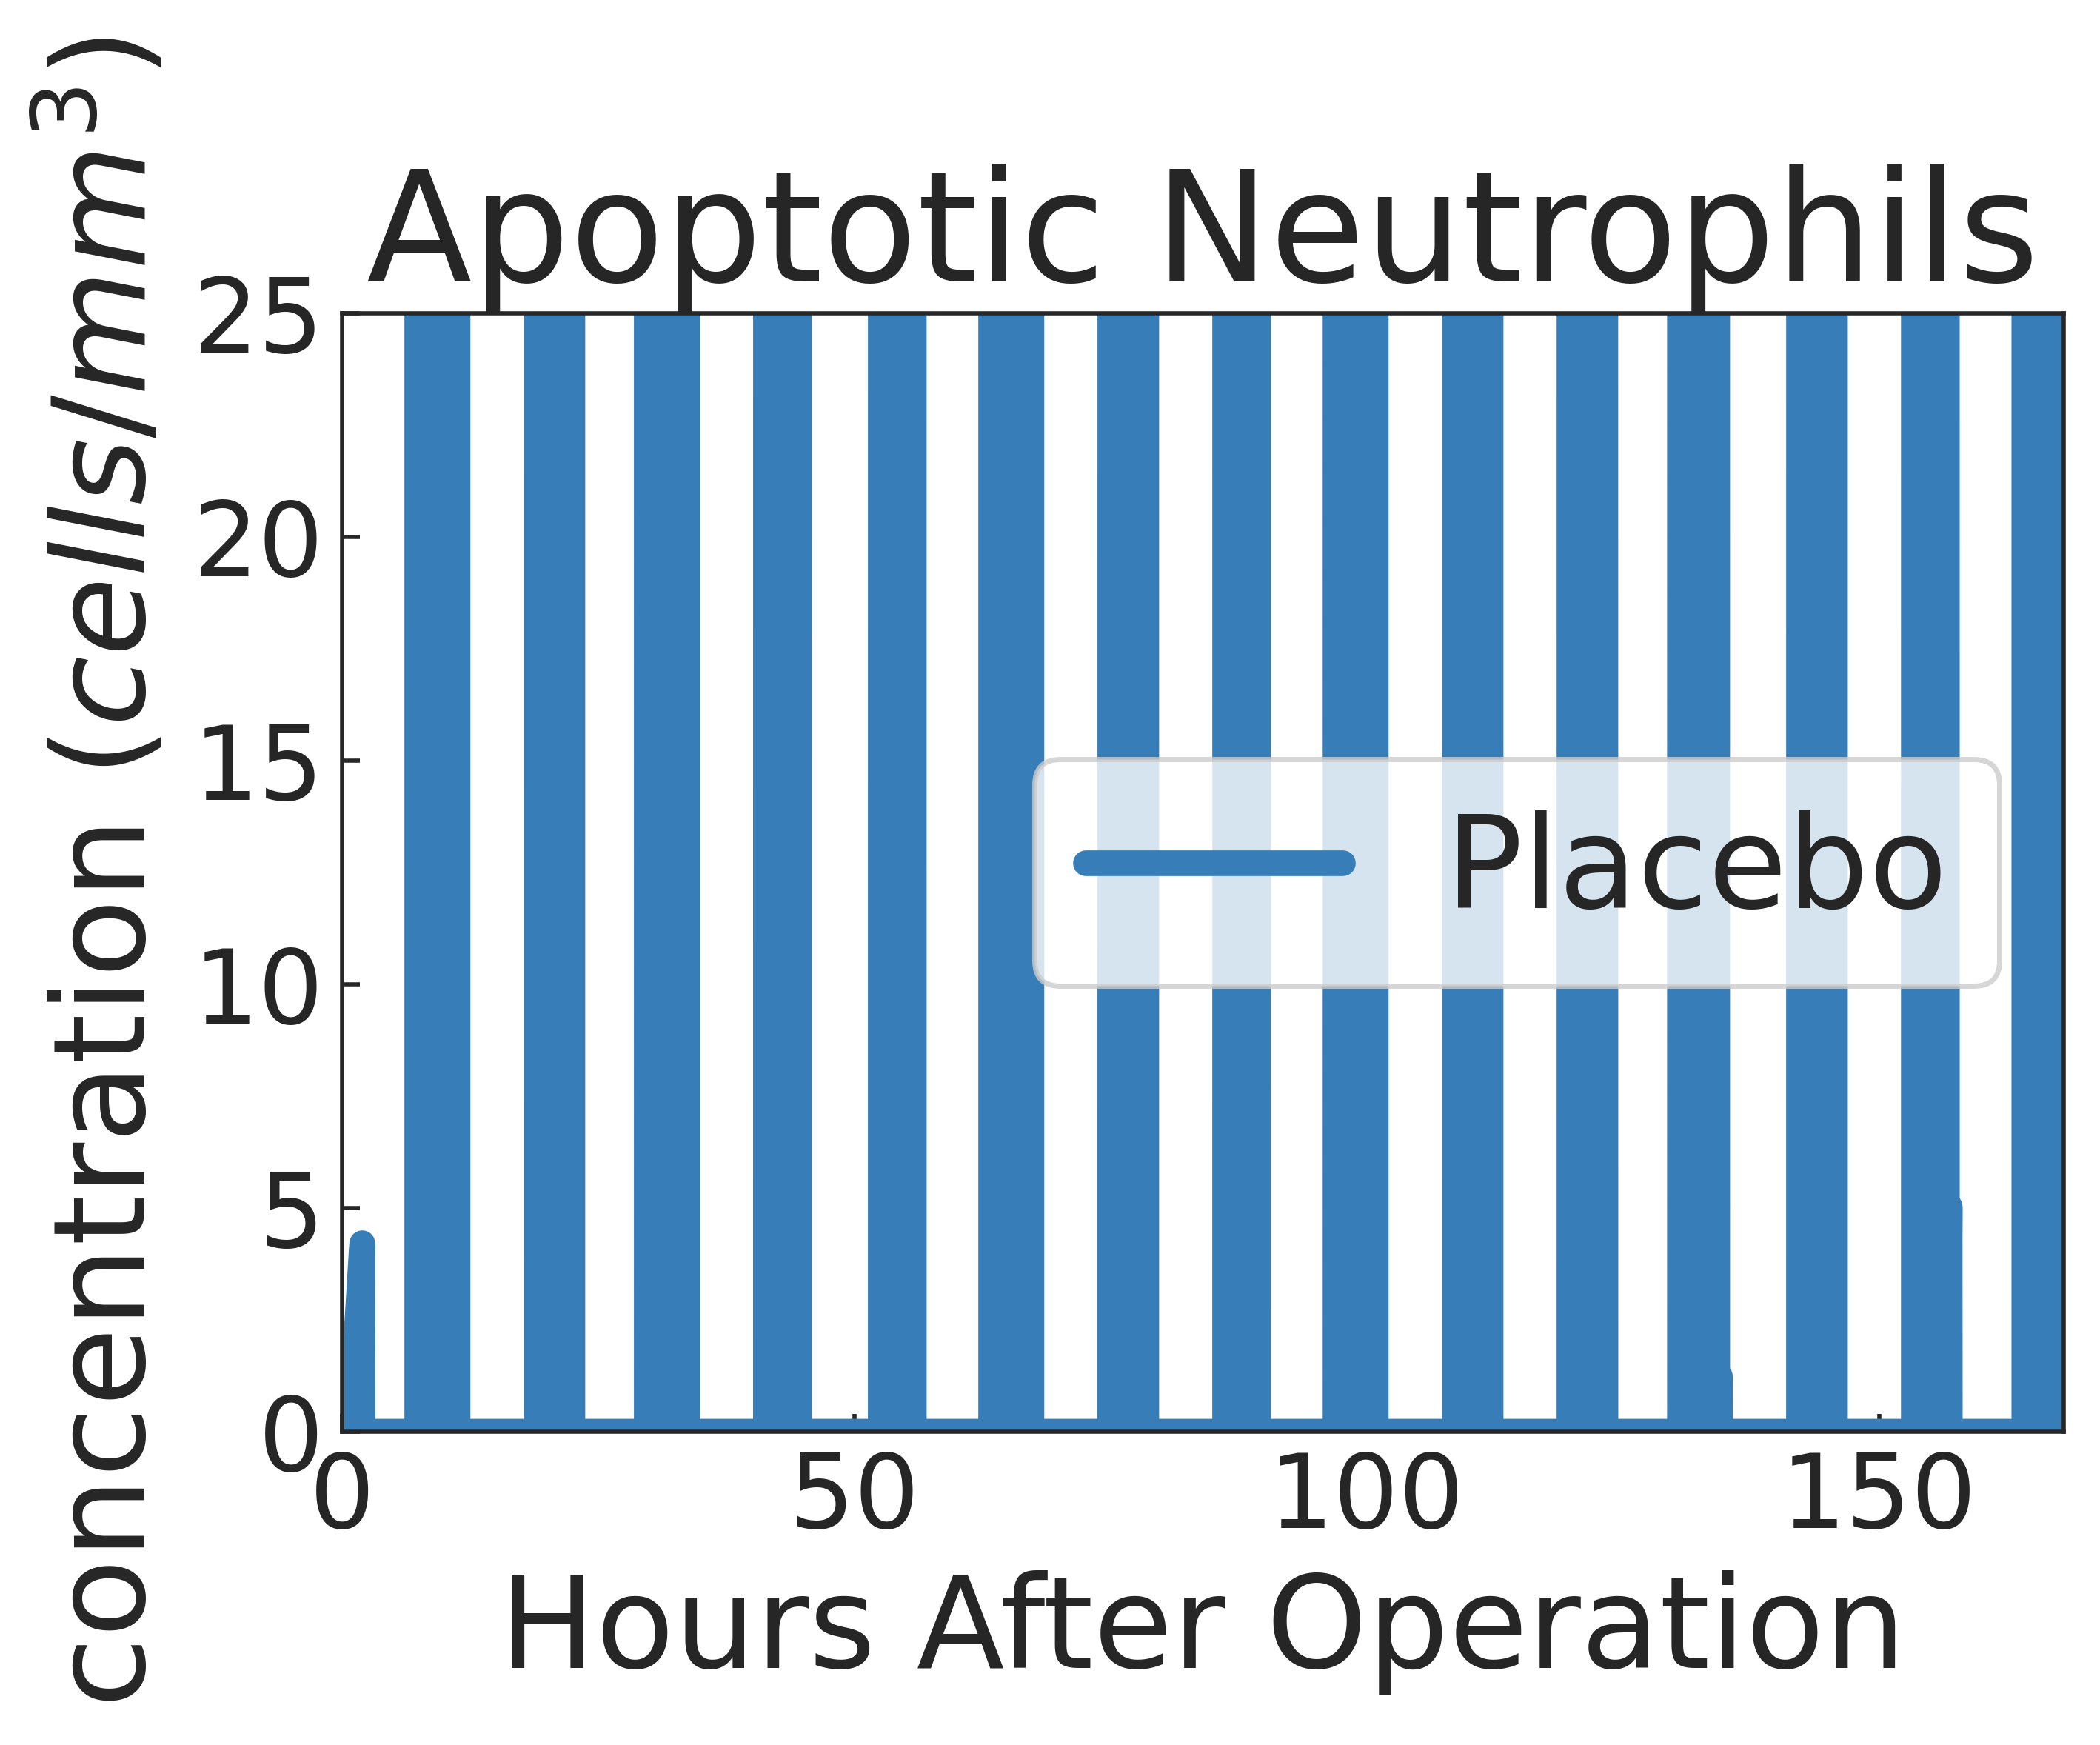 Apoptotic Neutrophils
concentration (cells/mm³)
25
20
15
10
5
0
Placebo
0 50 100 150
Hours After Operation